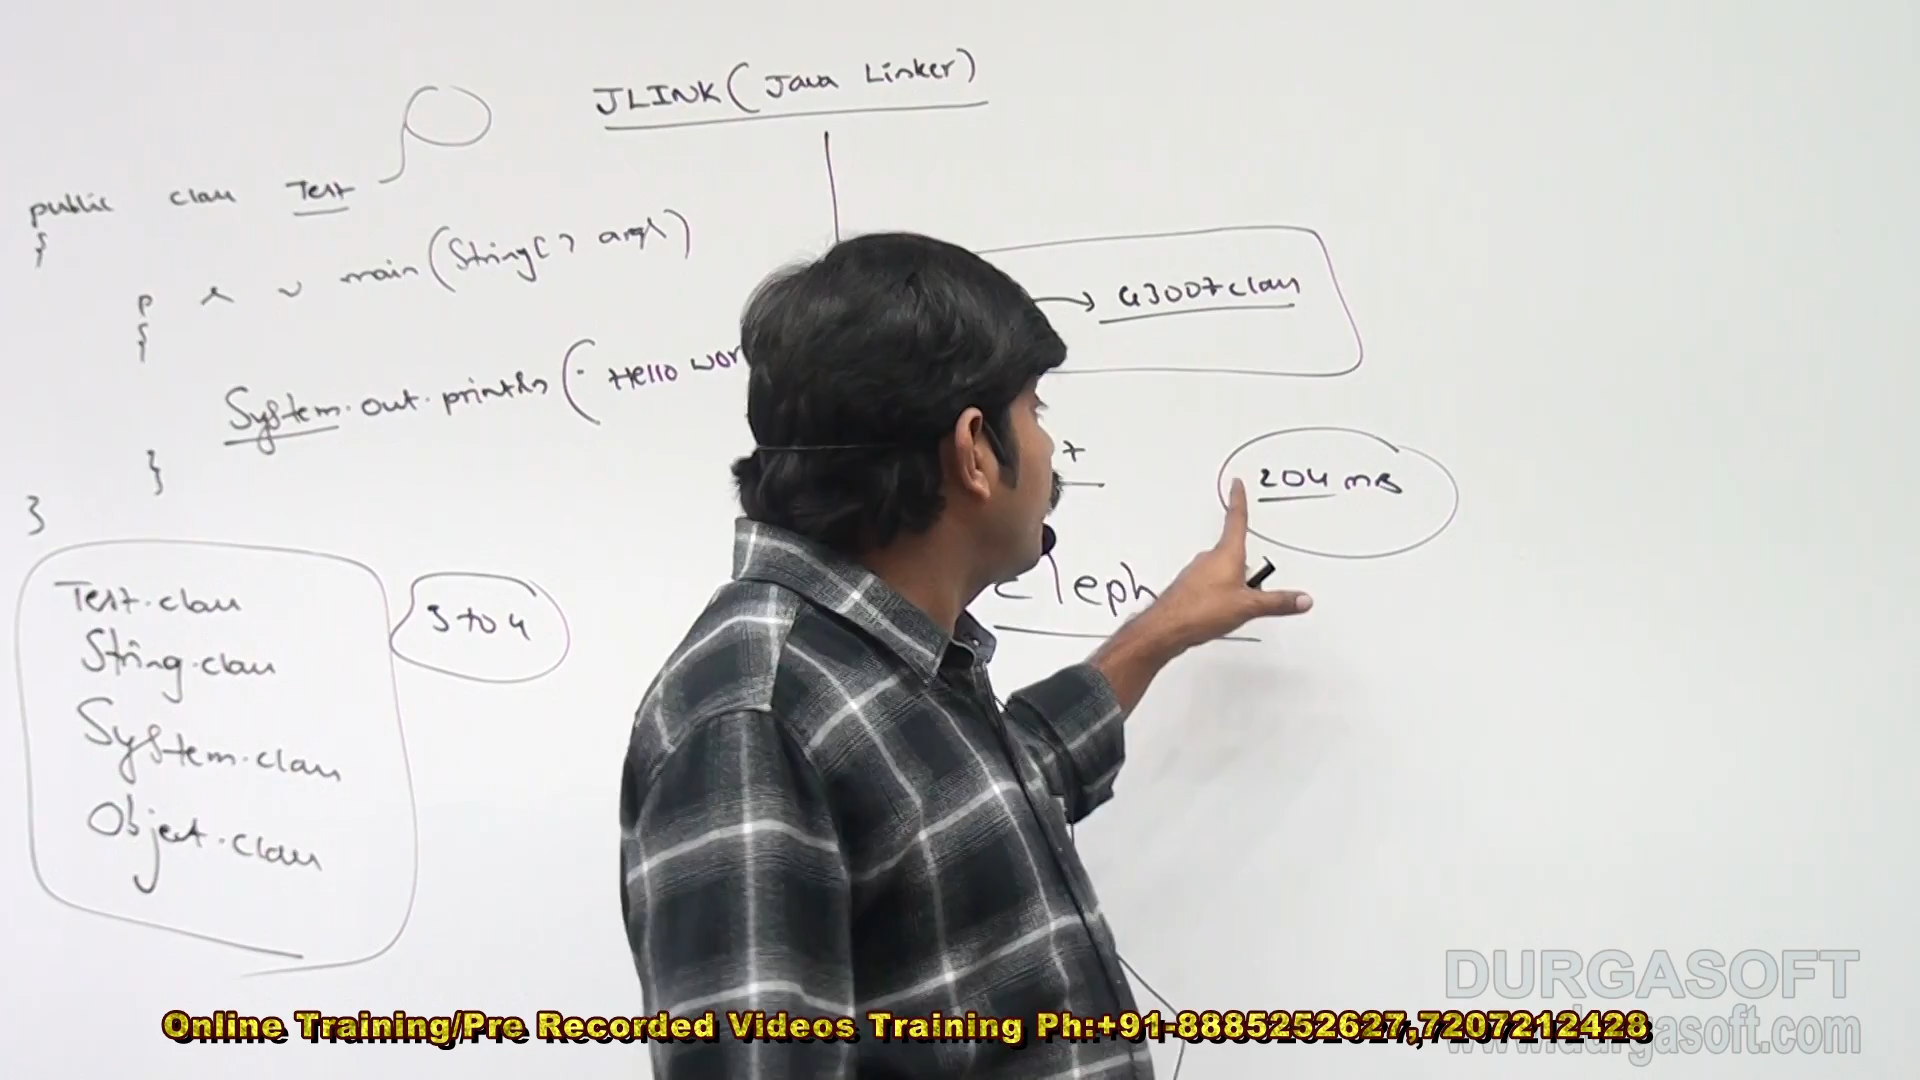 JLINK (Java Linker)
public class Test
{
p s v main (String[] args)
{
System.out.println (" Hello wor
}
}
4300+ class
+
204 MB
eleph
Test.class
String.class
System.class
Object.class
3 to 4
DURGASOFT
www.durgasoft.com
Online Training/Pre Recorded Videos Training Ph:+91-8885252627,7207212428